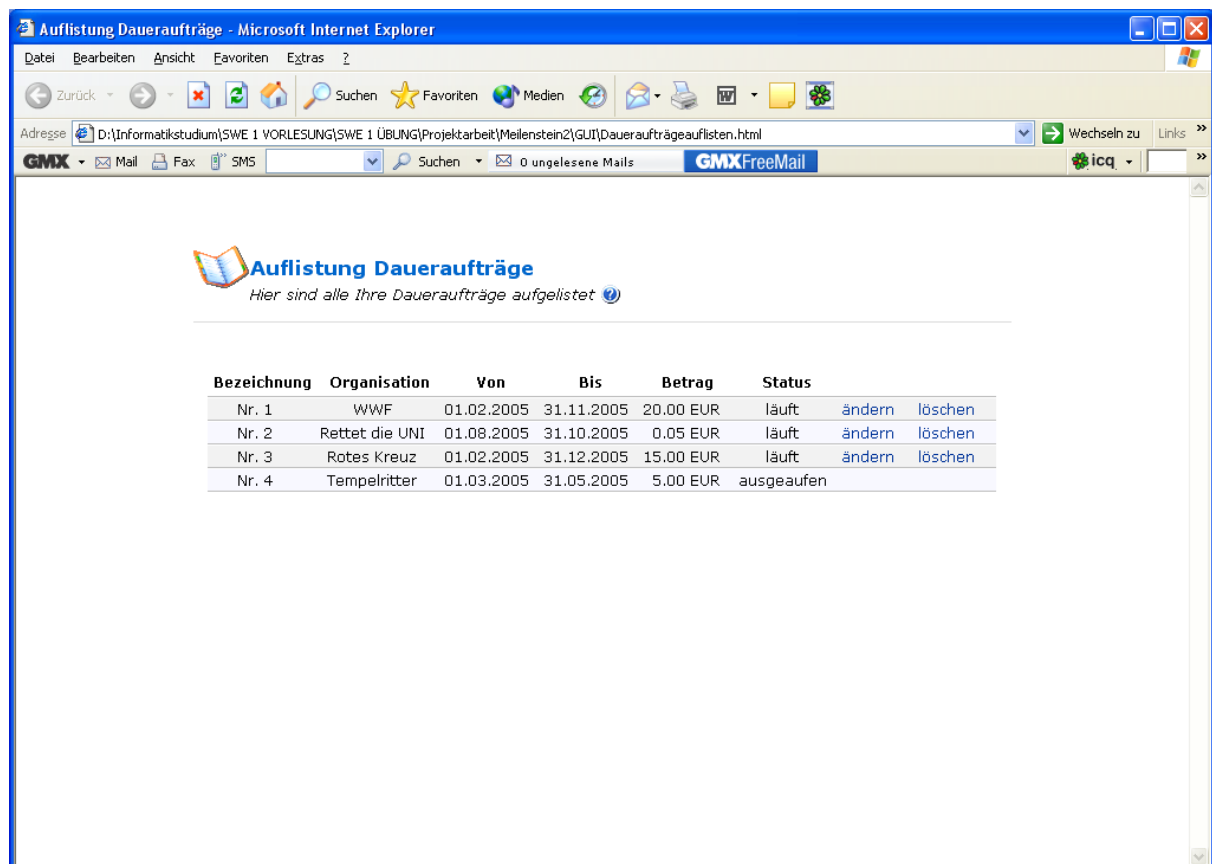 Auflistung Daueraufträge - Microsoft Internet Explorer
Datei Bearbeiten Ansicht Favoriten Extras ?
Zurück Suchen Favoriten Medien
Adresse D:\Informatikstudium\SWE 1 VORLESUNG\SWE 1 ÜBUNG\Projektarbeit\Meilenstein2\GUI\Daueraufträgeauflisten.html Wechseln zu Links »
GMX Mail Fax SMS Suchen 0 ungelesene Mails GMXFreeMail icq »
Auflistung Daueraufträge
Hier sind alle Ihre Daueraufträge aufgelistet ?
Bezeichnung Organisation Von Bis Betrag Status
Nr. 1 WWF 01.02.2005 31.11.2005 20.00 EUR läuft ändern löschen
Nr. 2 Rettet die UNI 01.08.2005 31.10.2005 0.05 EUR läuft ändern löschen
Nr. 3 Rotes Kreuz 01.02.2005 31.12.2005 15.00 EUR läuft ändern löschen
Nr. 4 Tempelritter 01.03.2005 31.05.2005 5.00 EUR ausgeaufen